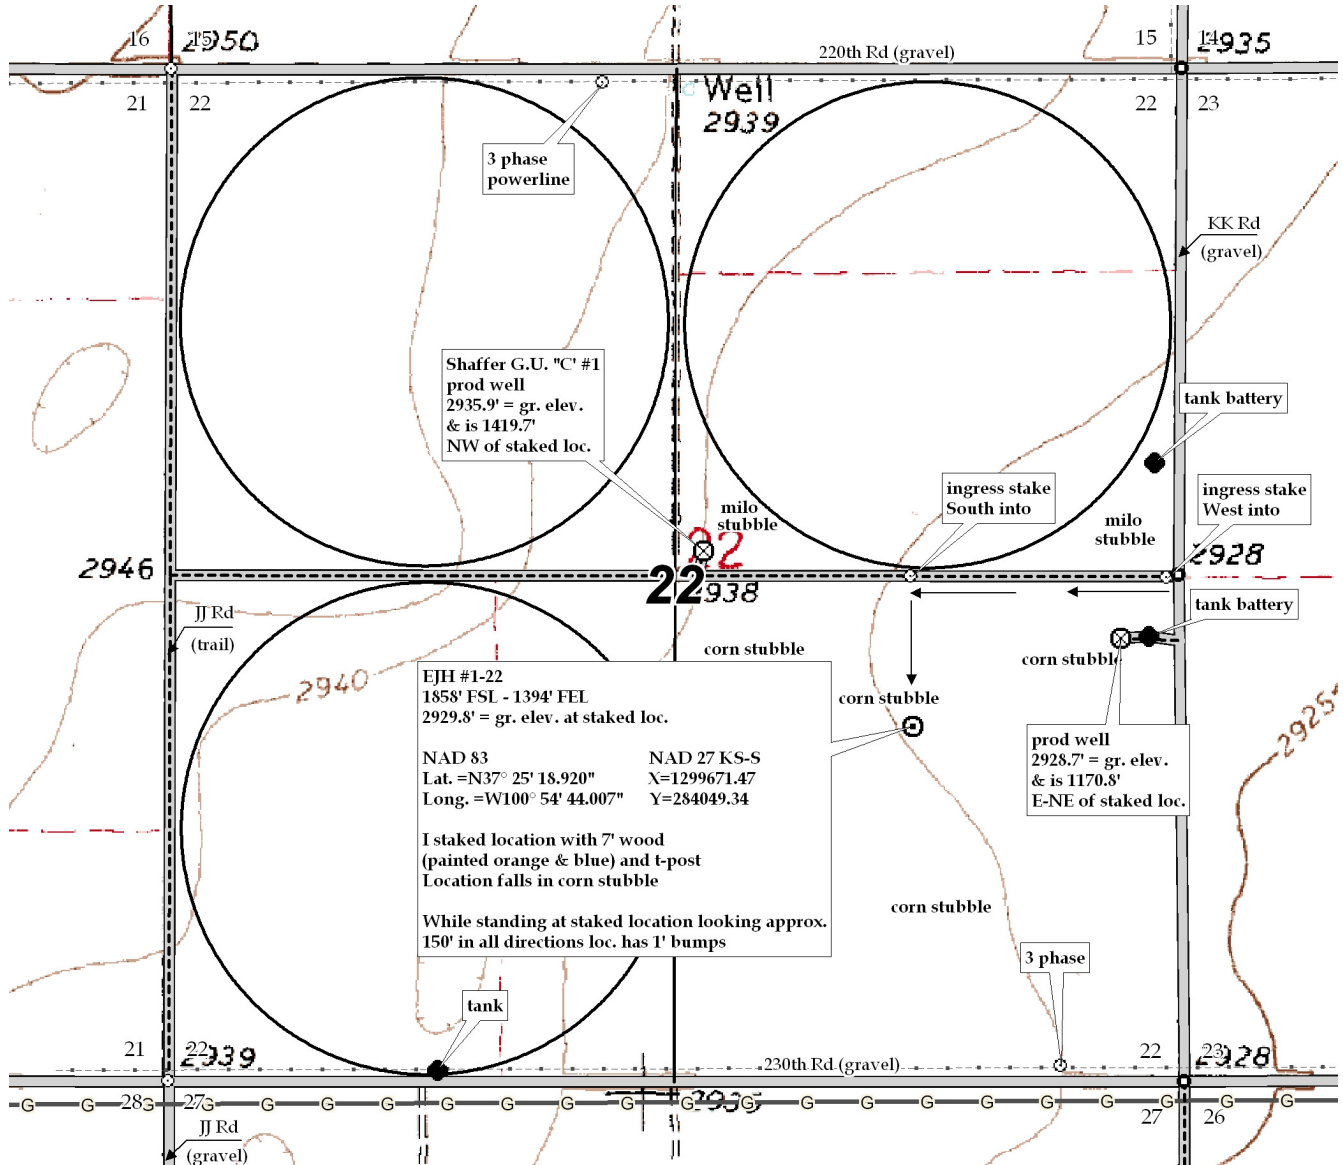 16
15
2950
220th Rd (gravel)
15
14
2935
21
22
Well
2939
22
23
3 phase
powerline
KK Rd
(gravel)
Shaffer G.U. "C' #1
prod well
2935.9' = gr. elev.
& is 1419.7'
NW of staked loc.
tank battery
ingress stake
South into
ingress stake
West into
milo
stubble
milo
stubble
22
2946
22
2938
2928
tank battery
JJ Rd
(trail)
corn stubble
corn stubble
2940
corn stubble
EJH #1-22
1858' FSL - 1394' FEL
2929.8' = gr. elev. at staked loc.
NAD 83
NAD 27 KS-S
Lat. =N37° 25' 18.920"
X=1299671.47
Long. =W100° 54' 44.007"
Y=284049.34
I staked location with 7' wood
(painted orange & blue) and t-post
Location falls in corn stubble
While standing at staked location looking approx.
150' in all directions loc. has 1' bumps
2925
prod well
2928.7' = gr. elev.
& is 1170.8'
E-NE of staked loc.
corn stubble
3 phase
tank
21
22
2939
230th Rd (gravel)
22
23
2928
28
27
G G G G G G G G G G G G G G G G G G G G G G
2935
27
26
JJ Rd
(gravel)